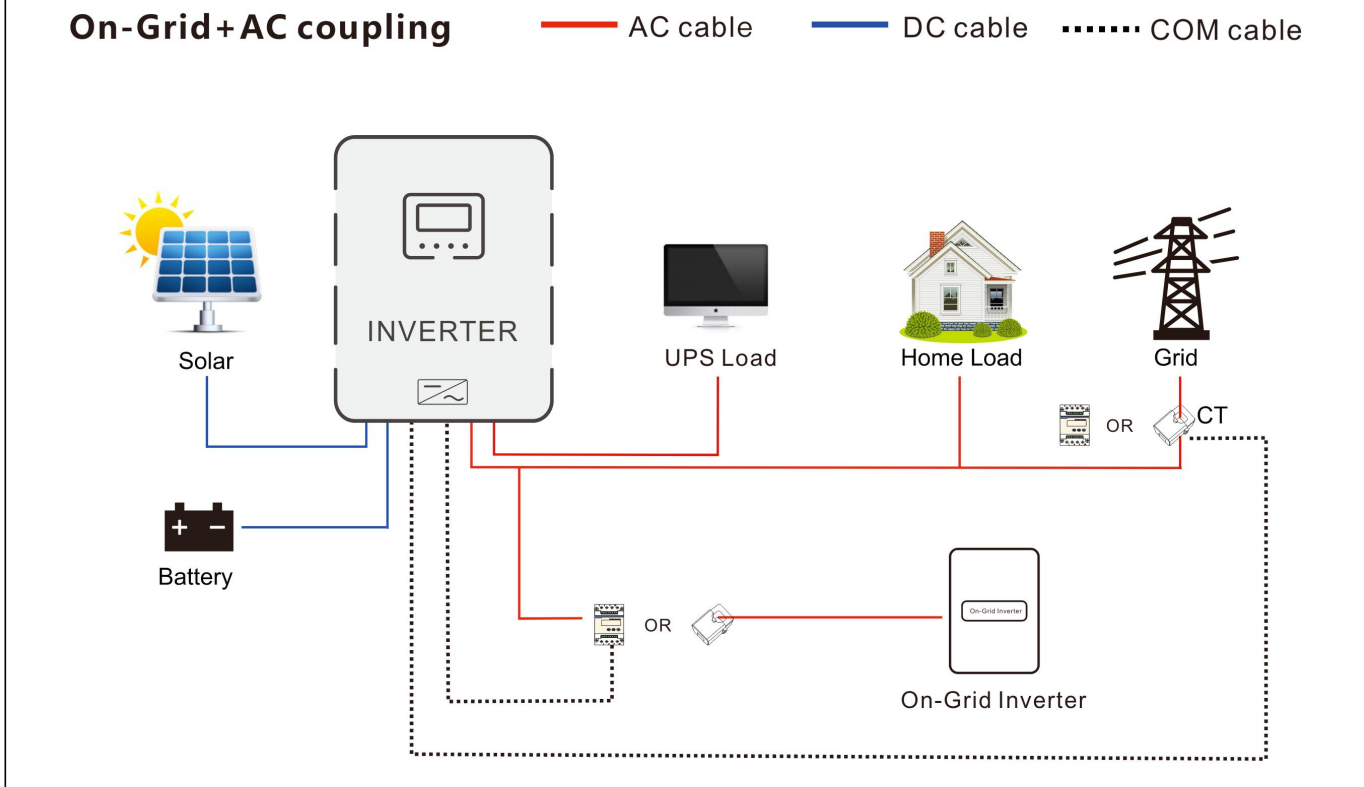 On-Grid+AC coupling
AC cable
DC cable
COM cable
INVERTER
Solar
UPS Load
Home Load
Grid
OR
CT
Battery
OR
On-Grid Inverter
On-Grid Inverter